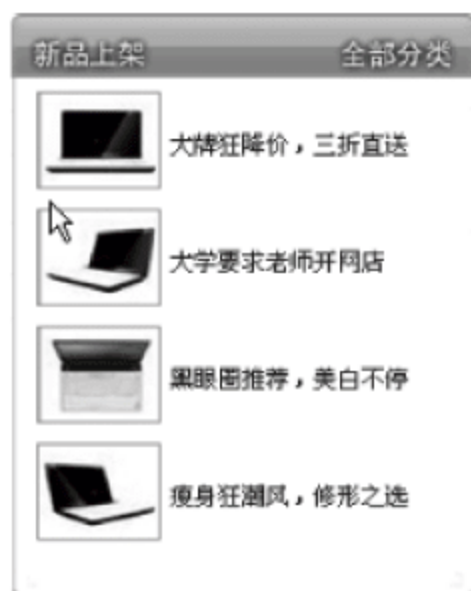 新品上架 全部分类
大牌狂降价，三折直送
大学要求老师开网店
黑眼圈推荐，美白不停
瘦身狂潮风，修形之选